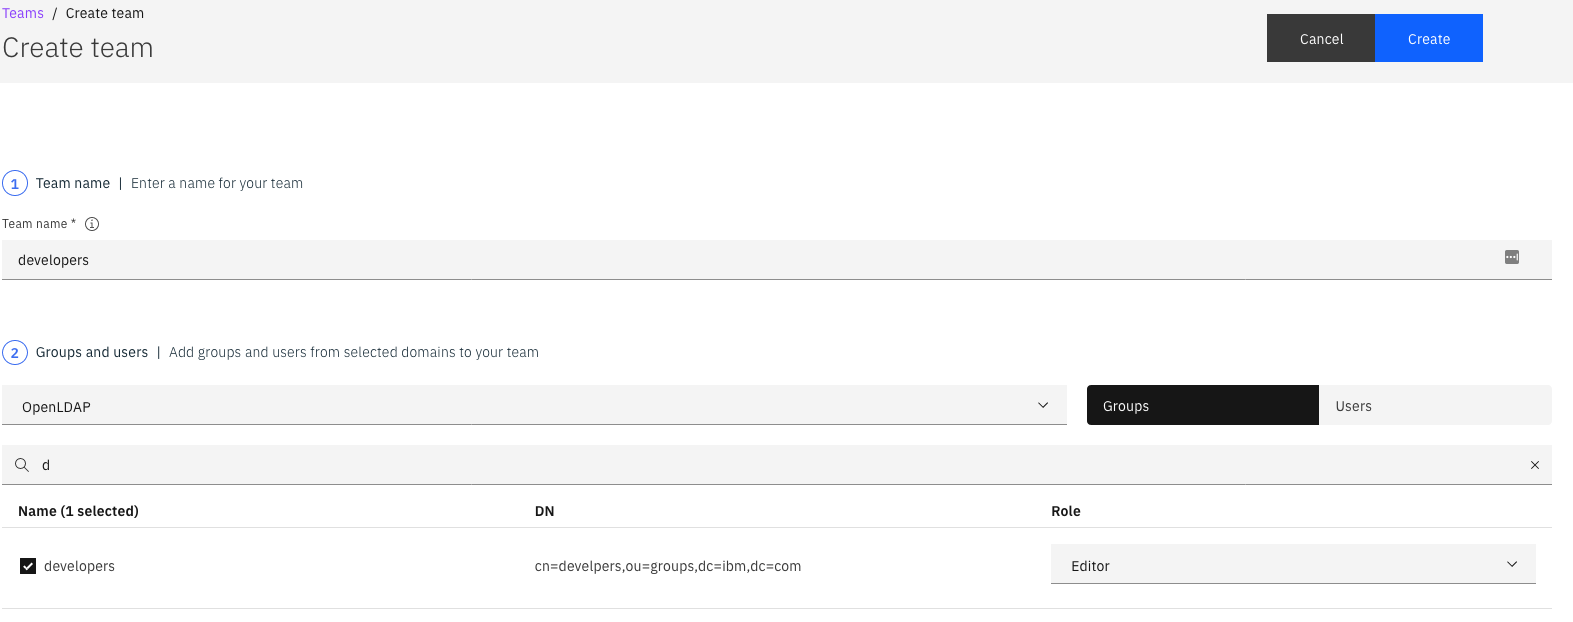 Teams / Create team
Create team
Cancel
Create
1 Team name | Enter a name for your team
Team name *
developers
2 Groups and users | Add groups and users from selected domains to your team
OpenLDAP
Groups
Users
d
Name (1 selected) DN Role
developers cn=develpers,ou=groups,dc=ibm,dc=com Editor